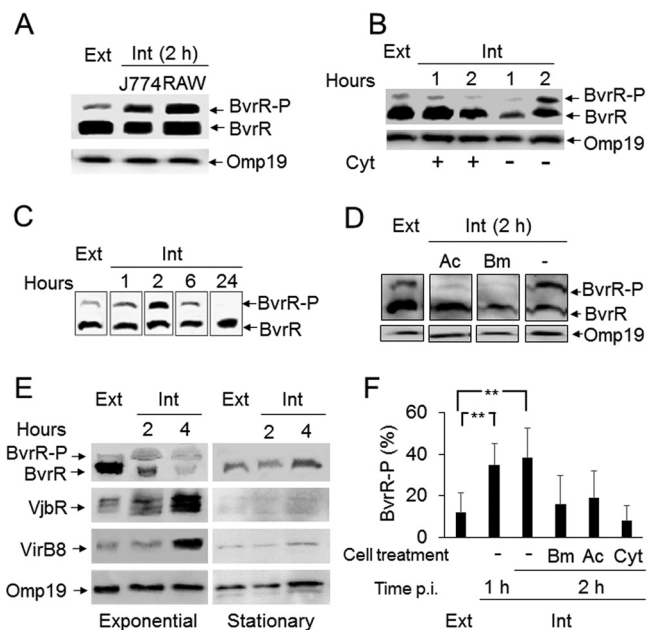 A
Ext Int (2 h)
J774 RAW
BvrR-P
BvrR
Omp19
B
Ext Int
Hours 1 2 1 2
BvrR-P
BvrR
Omp19
Cyt + + - -
C
Ext Int
Hours 1 2 6 24
BvrR-P
BvrR
D
Ext Int (2 h)
Ac Bm -
BvrR-P
BvrR
Omp19
E
Ext Int Ext Int
Hours 2 4 2 4
BvrR-P
BvrR
VjbR
VirB8
Omp19
Exponential Stationary
F
** **
BvrR-P (%)
60
40
20
0
Cell treatment - - Bm Ac Cyt
Time p.i. 1 h 2 h
Ext Int